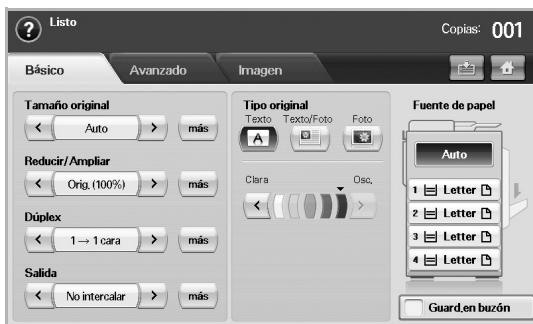 Listo
Copias: 001
Básico Avanzado Imagen
Tamaño original
Auto más
Reducir/Ampliar
Orig. (100%) más
Dúplex
1 → 1 cara más
Salida
No intercalar más
Tipo original
Texto Texto/Foto Foto
A
Clara Osc.
Fuente de papel
Auto
1 Letter
2 Letter
3 Letter
4 Letter
Guard.en buzón